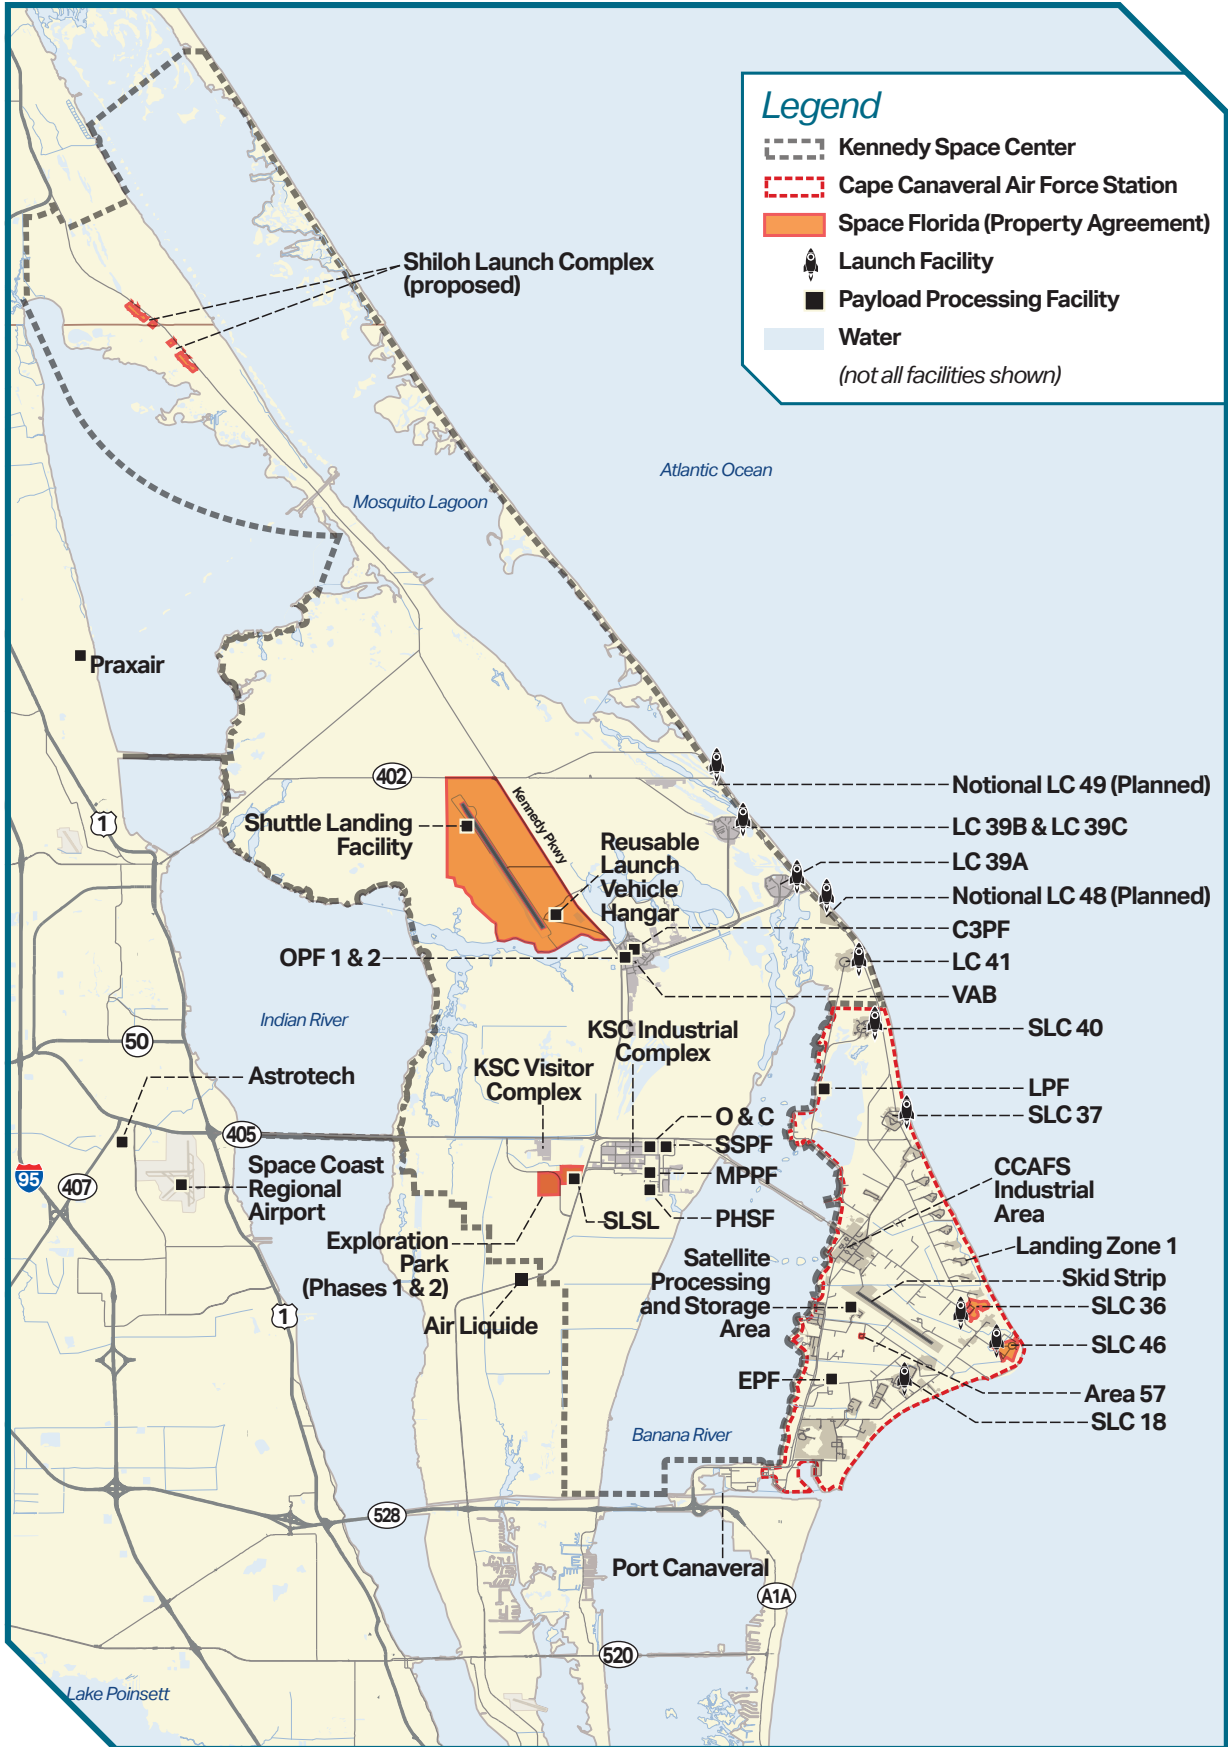 Legend
Kennedy Space Center
Cape Canaveral Air Force Station
Space Florida (Property Agreement)
Launch Facility
Payload Processing Facility
Water
(not all facilities shown)
Shiloh Launch Complex
(proposed)
Atlantic Ocean
Mosquito Lagoon
Praxair
402
Notional LC 49 (Planned)
Kennedy Pkwy
1
Shuttle Landing
Facility
LC 39B & LC 39C
Reusable
Launch
Vehicle
Hangar
LC 39A
Notional LC 48 (Planned)
C3PF
OPF 1 & 2
LC 41
VAB
Indian River
KSC Industrial
Complex
SLC 40
50
KSC Visitor
Complex
Astrotech
LPF
O & C
SLC 37
405
SSPF
Space Coast
Regional
Airport
95
407
MPPF
CCAFS
Industrial
Area
SLSL
PHSF
Exploration
Park
(Phases 1 & 2)
Landing Zone 1
Satellite
Processing
and Storage
Area
Skid Strip
SLC 36
1
Air Liquide
SLC 46
EPF
Area 57
SLC 18
Banana River
528
Port Canaveral
A1A
520
Lake Poinsett